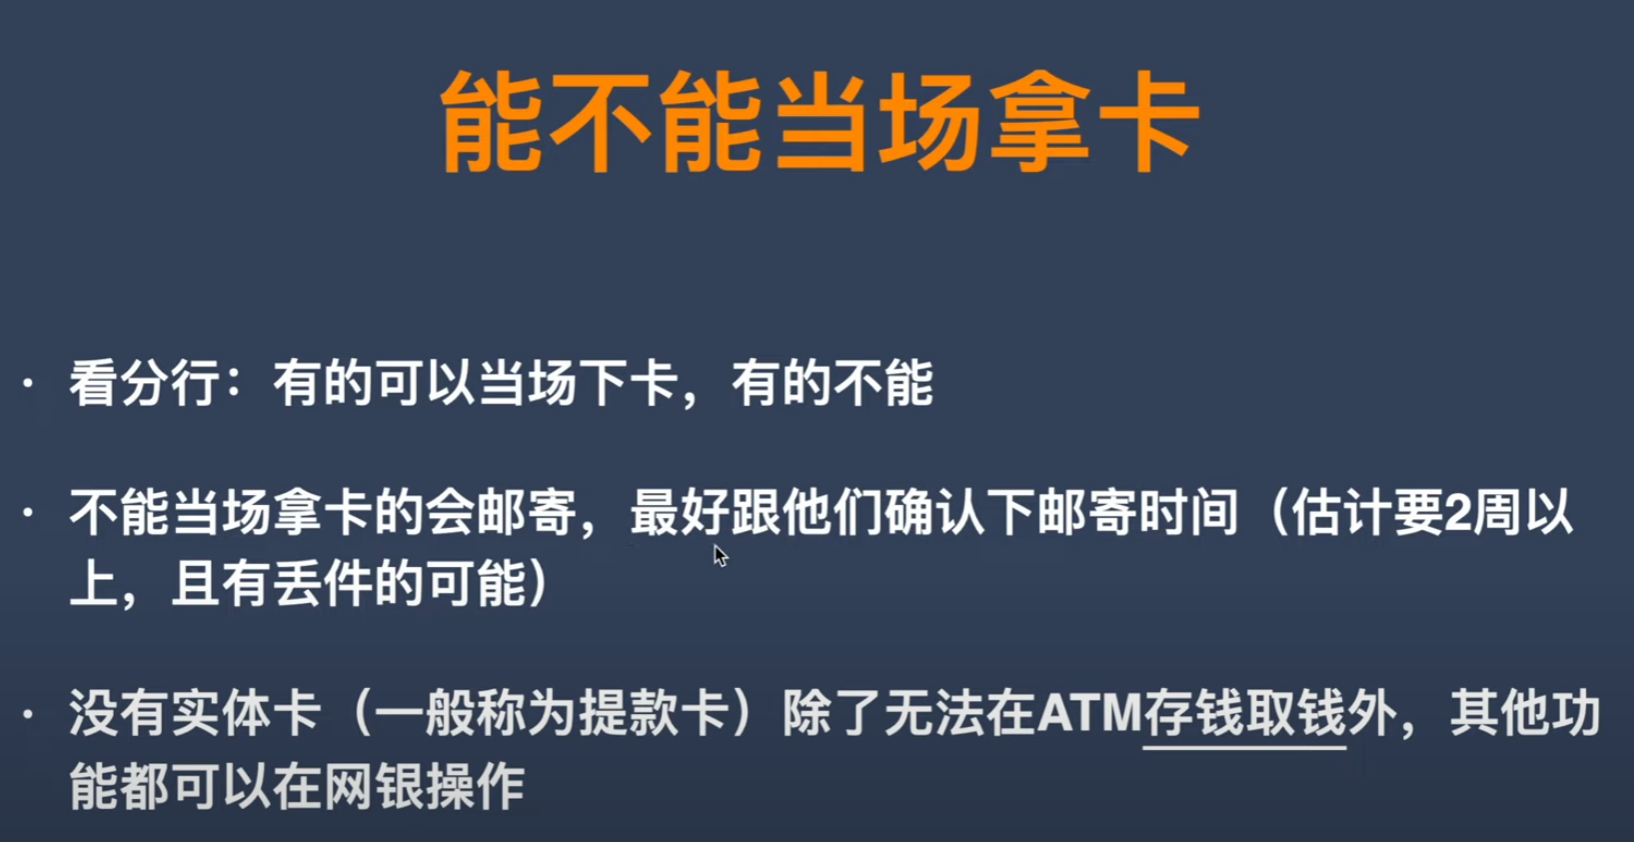 能不能当场拿卡
· 看分行：有的可以当场下卡，有的不能
· 不能当场拿卡的会邮寄，最好跟他们确认下邮寄时间（估计要2周以
上，且有丢件的可能）
· 没有实体卡（一般称为提款卡）除了无法在ATM存钱取钱外，其他功
能都可以在网银操作